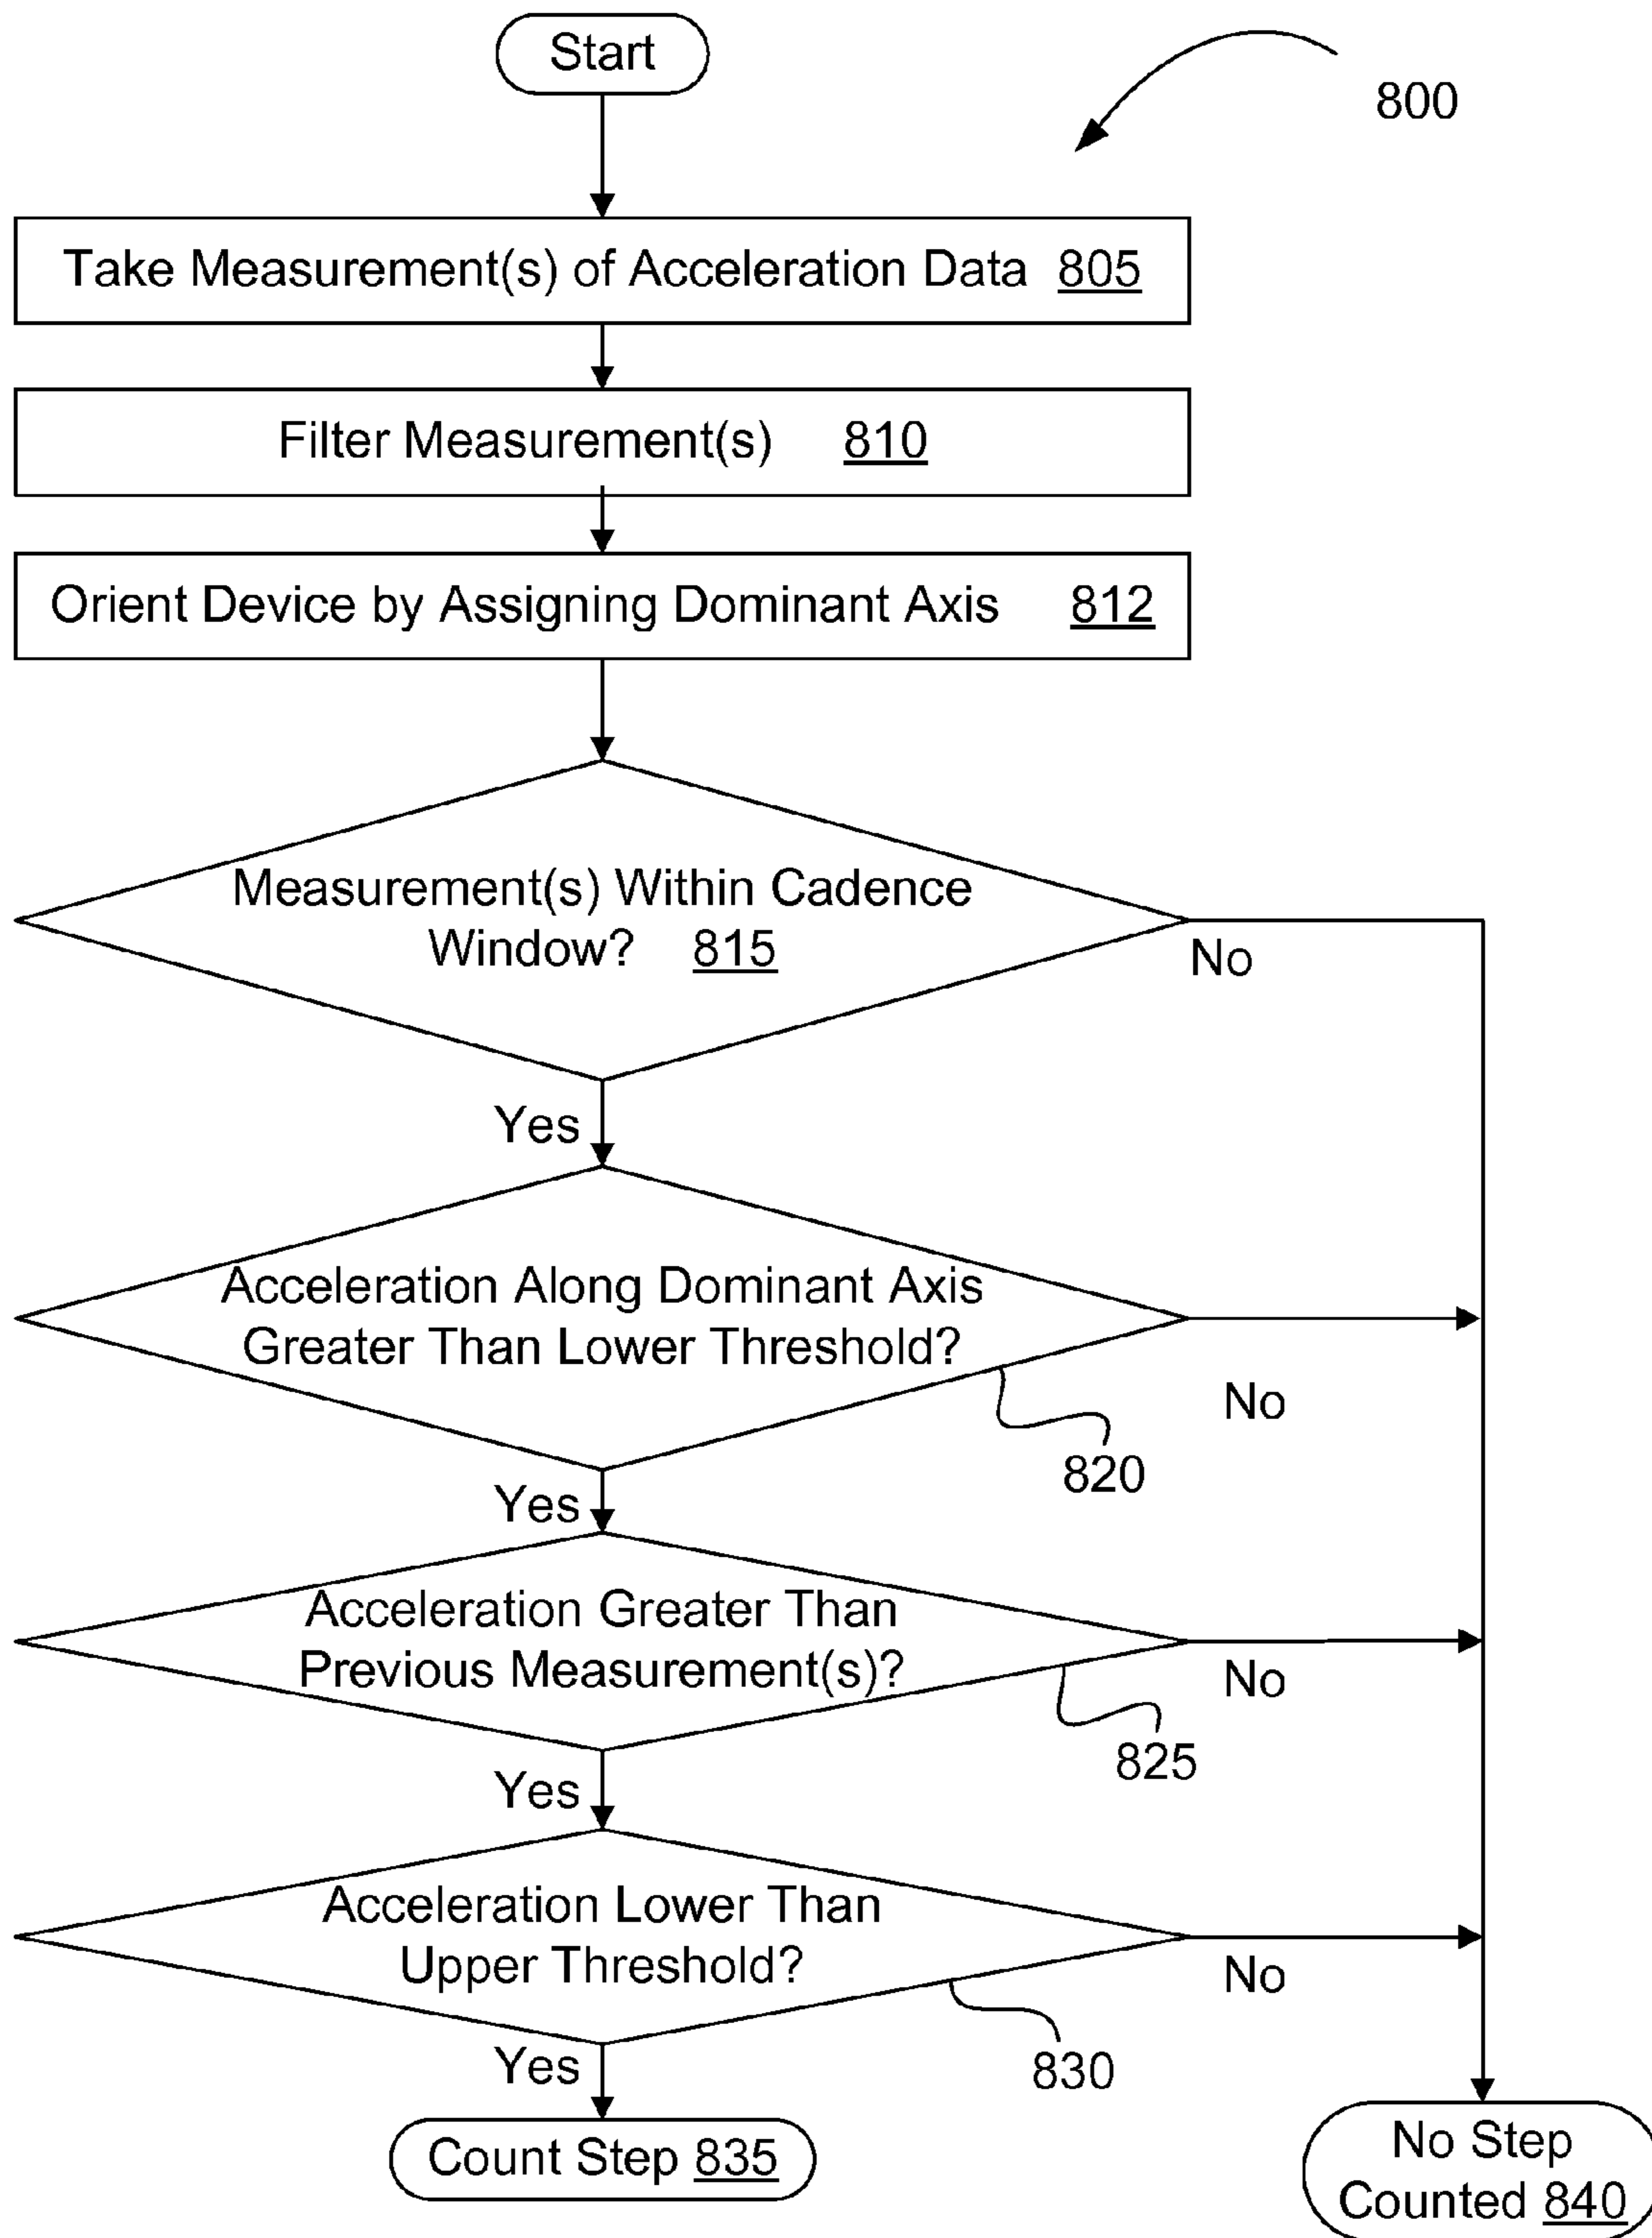 Start
800
Take Measurement(s) of Acceleration Data 805
Filter Measurement(s) 810
Orient Device by Assigning Dominant Axis 812
Measurement(s) Within Cadence
Window? 815
No
Yes
Acceleration Along Dominant Axis
Greater Than Lower Threshold?
No
820
Yes
Acceleration Greater Than
Previous Measurement(s)?
No
825
Yes
Acceleration Lower Than
Upper Threshold?
No
830
Yes
Count Step 835
No Step
Counted 840